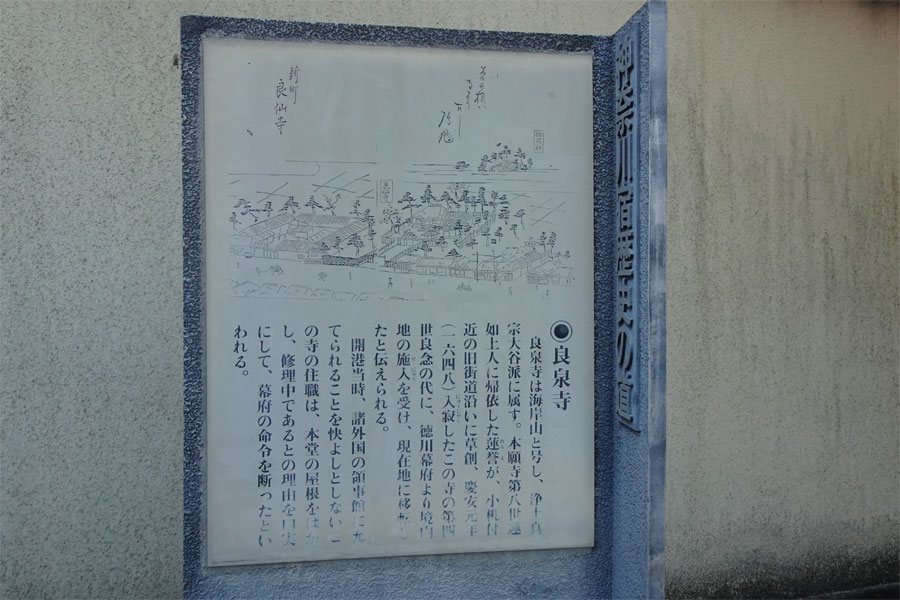 神奈川宿歴史の道
新町
良仙寺
◉良泉寺
良泉寺は海岸山と号し、浄土真
宗大谷派に属す。本願寺第八世蓮
如上人に帰依した蓮誉が、小机付
近の旧街道沿いに草創、慶安元年
(一六四八)入寂したこの寺の第四
世良念の代に、徳川幕府より境内
地の施入を受け、現在地に移転し
たと伝えられる。
開港当時、諸外国の領事館に充
てられることを快よしとしないこ
の寺の住職は、本堂の屋根をはが
し、修理中であるとの理由を口実
にして、幕府の命令を断ったとい
われる。